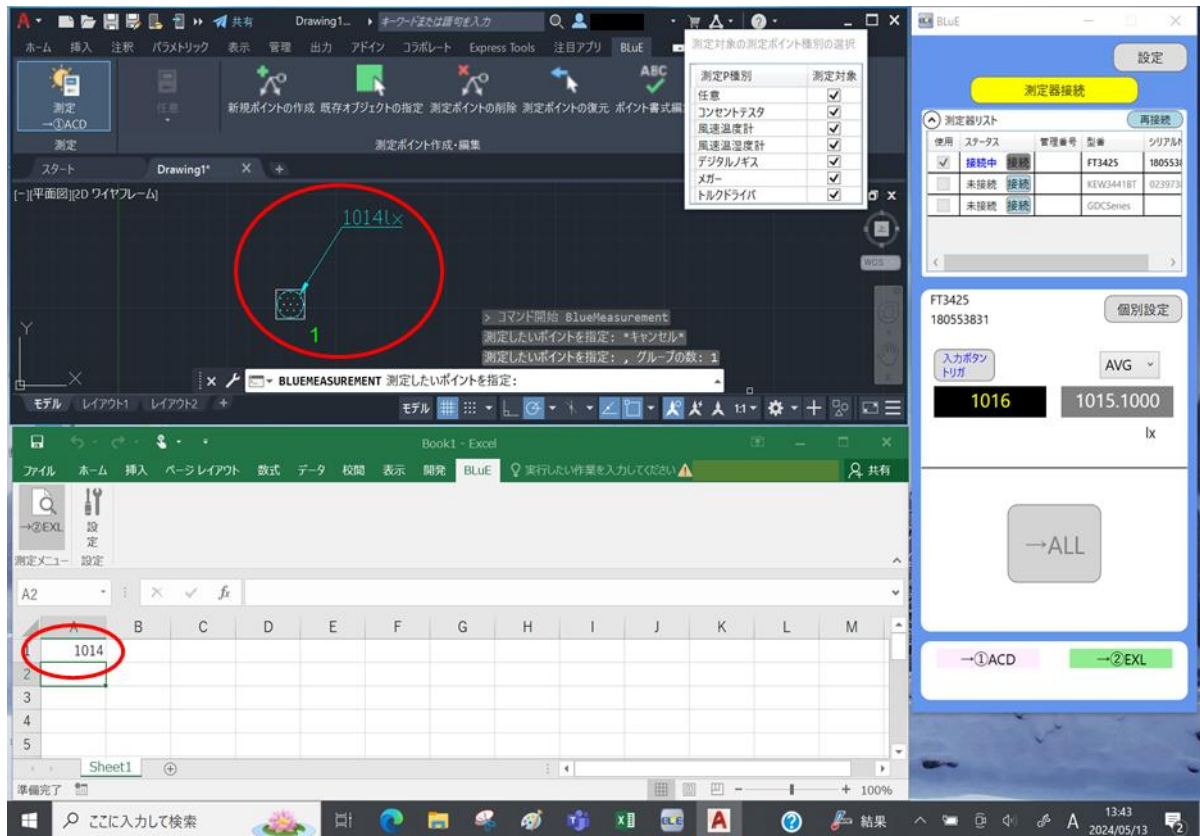 共有 Drawing1... キーワードまたは語句を入力
ホーム 挿入 注釈 パラメトリック 表示 管理 出力 アドイン コラボレート Express Tools 注目アプリ BLuE
測定
→①ACD
任意
新規ポイントの作成 既存オブジェクトの指定 測定ポイントの削除 測定ポイントの復元 ポイント書式編
ABC
測定 測定ポイント作成・編集
スタート Drawing1*
[−][平面図][2D ワイヤフレーム]
1014lx
1
上
WCS
Y
X
> コマンド開始 BlueMeasurement
測定したいポイントを指定: *キャンセル*
測定したいポイントを指定: , グループの数: 1
BLUEMEASUREMENT 測定したいポイントを指定:
モデル レイアウト1 レイアウト2 +
モデル 1:1
測定対象の測定ポイント種別の選択
測定P種別 測定対象
任意
コンセントテスタ
風速温度計
風速温湿度計
デジタルノギス
メガー
トルクドライバ
Book1 - Excel
ファイル ホーム 挿入 ページ レイアウト 数式 データ 校閲 表示 開発 BLuE 実行したい作業を入力してください 共有
→②EXL
設定
測定メニュー 設定
A2 fx
A B C D E F G H I J K L M
1 1014
2
3
4
5
Sheet1
準備完了 100%
BLuE
設定
測定器接続
測定器リスト 再接続
使用 ステータス 管理番号 型番 シリアルN
接続中 接続 FT3425 1805538
未接続 接続 KEW3441BT 0239738
未接続 接続 GDCSeries
FT3425
180553831
個別設定
入力ボタン
トリガ
AVG
1016 1015.1000
lx
→ALL
→①ACD →②EXL
ここに入力して検索 BLuE 結果 A 13:43
2024/05/13 2